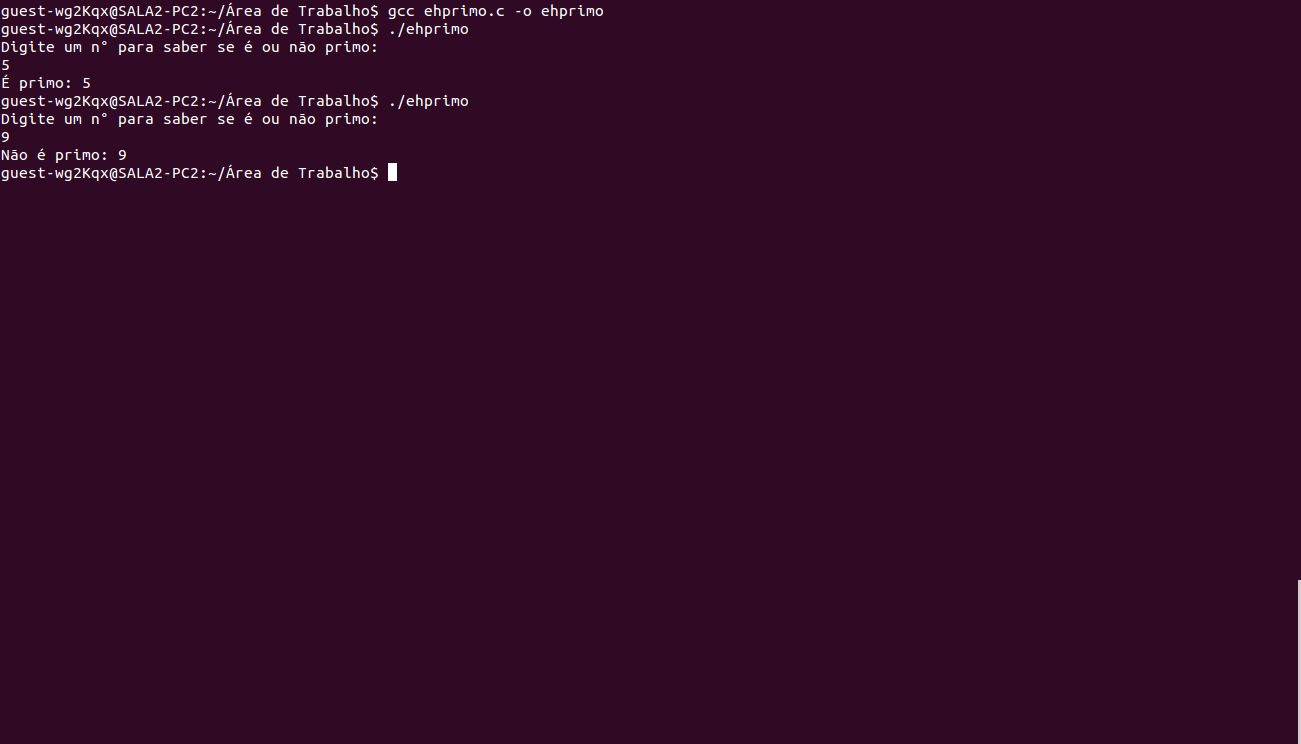 guest-wg2Kqx@SALA2-PC2:~/Área de Trabalho$ gcc ehprimo.c -o ehprimo
guest-wg2Kqx@SALA2-PC2:~/Área de Trabalho$ ./ehprimo
Digite um n° para saber se é ou não primo:
5
É primo: 5
guest-wg2Kqx@SALA2-PC2:~/Área de Trabalho$ ./ehprimo
Digite um n° para saber se é ou não primo:
9
Não é primo: 9
guest-wg2Kqx@SALA2-PC2:~/Área de Trabalho$